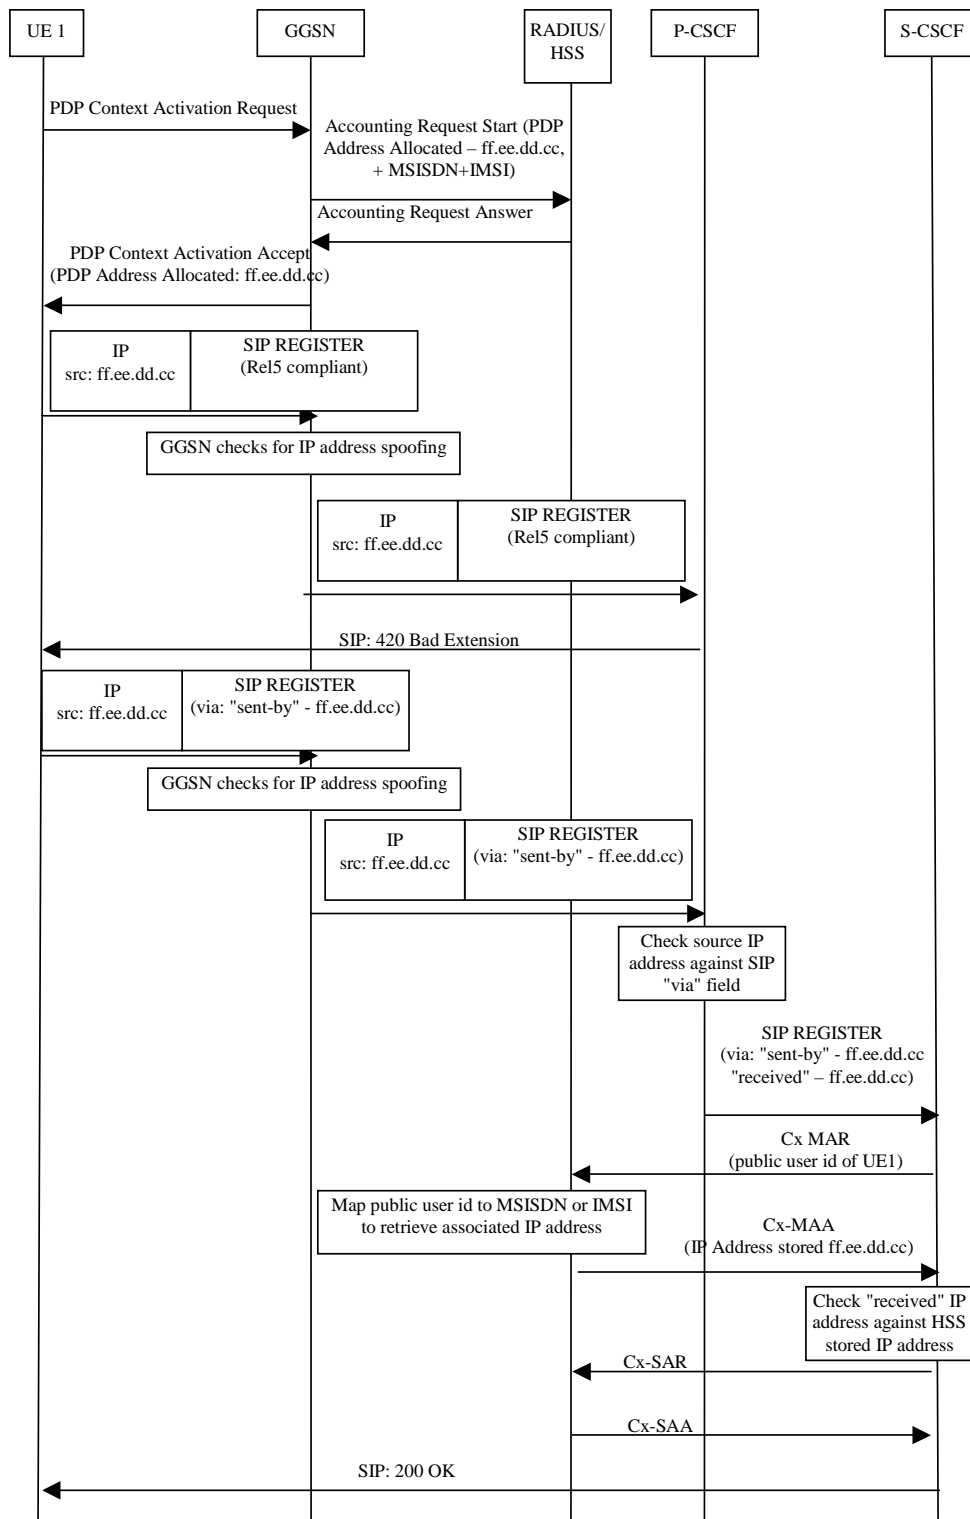 UE 1
GGSN
RADIUS/
HSS
P-CSCF
S-CSCF
PDP Context Activation Request
Accounting Request Start (PDP
Address Allocated – ff.ee.dd.cc,
+ MSISDN+IMSI)
Accounting Request Answer
PDP Context Activation Accept
(PDP Address Allocated: ff.ee.dd.cc)
IP
src: ff.ee.dd.cc
SIP REGISTER
(Rel5 compliant)
GGSN checks for IP address spoofing
IP
src: ff.ee.dd.cc
SIP REGISTER
(Rel5 compliant)
SIP: 420 Bad Extension
IP
src: ff.ee.dd.cc
SIP REGISTER
(via: "sent-by" - ff.ee.dd.cc)
GGSN checks for IP address spoofing
IP
src: ff.ee.dd.cc
SIP REGISTER
(via: "sent-by" - ff.ee.dd.cc)
Check source IP
address against SIP
"via" field
SIP REGISTER
(via: "sent-by" - ff.ee.dd.cc
"received" – ff.ee.dd.cc)
Cx MAR
(public user id of UE1)
Map public user id to MSISDN or IMSI
to retrieve associated IP address
Cx-MAA
(IP Address stored ff.ee.dd.cc)
Check "received" IP
address against HSS
stored IP address
Cx-SAR
Cx-SAA
SIP: 200 OK